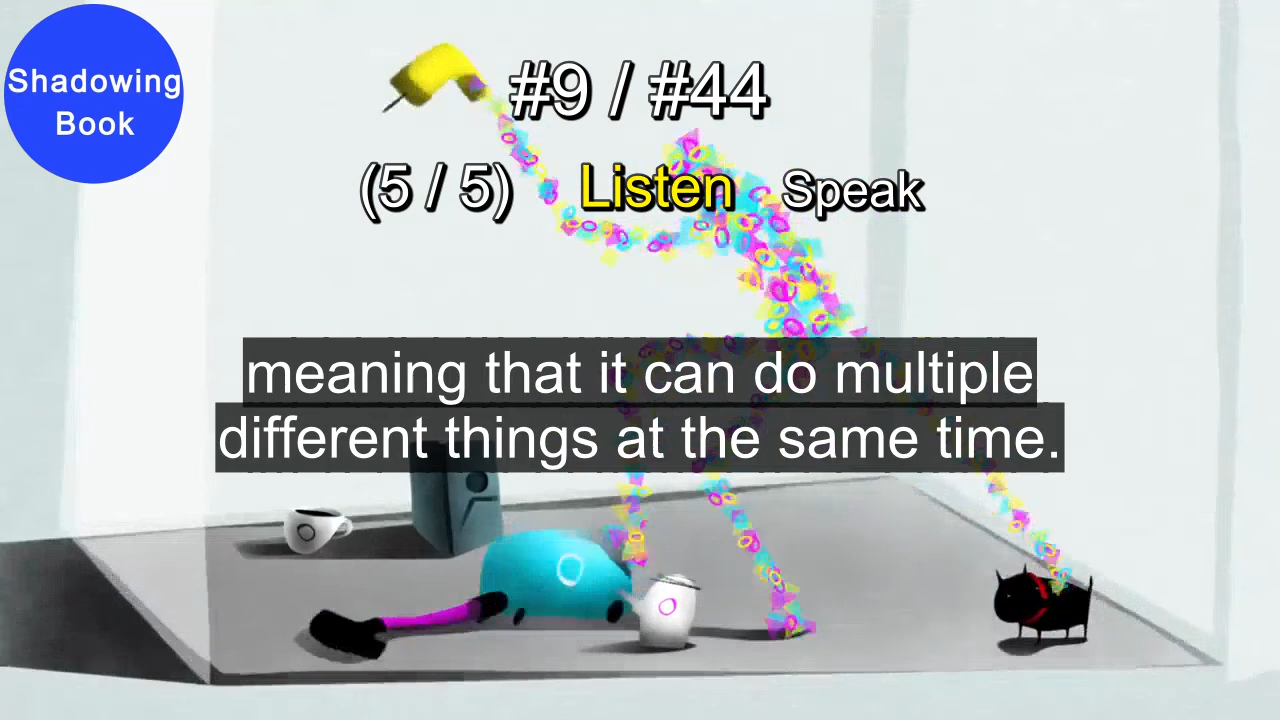 Shadowing
Book
#9 / #44
(5 / 5) Listen Speak
meaning that it can do multiple
different things at the same time.